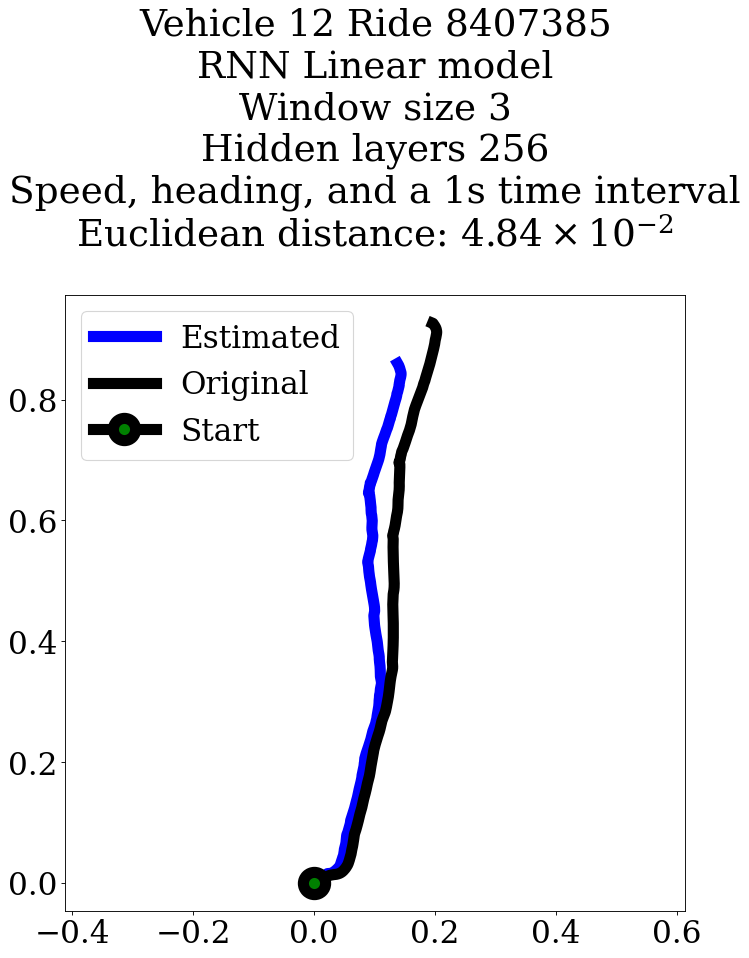 Vehicle 12 Ride 8407385
RNN Linear model
Window size 3
Hidden layers 256
Speed, heading, and a 1s time interval
Euclidean distance: 4.84 × 10⁻²
Estimated
Original
Start
0.8
0.6
0.4
0.2
0.0
−0.4 −0.2 0.0 0.2 0.4 0.6